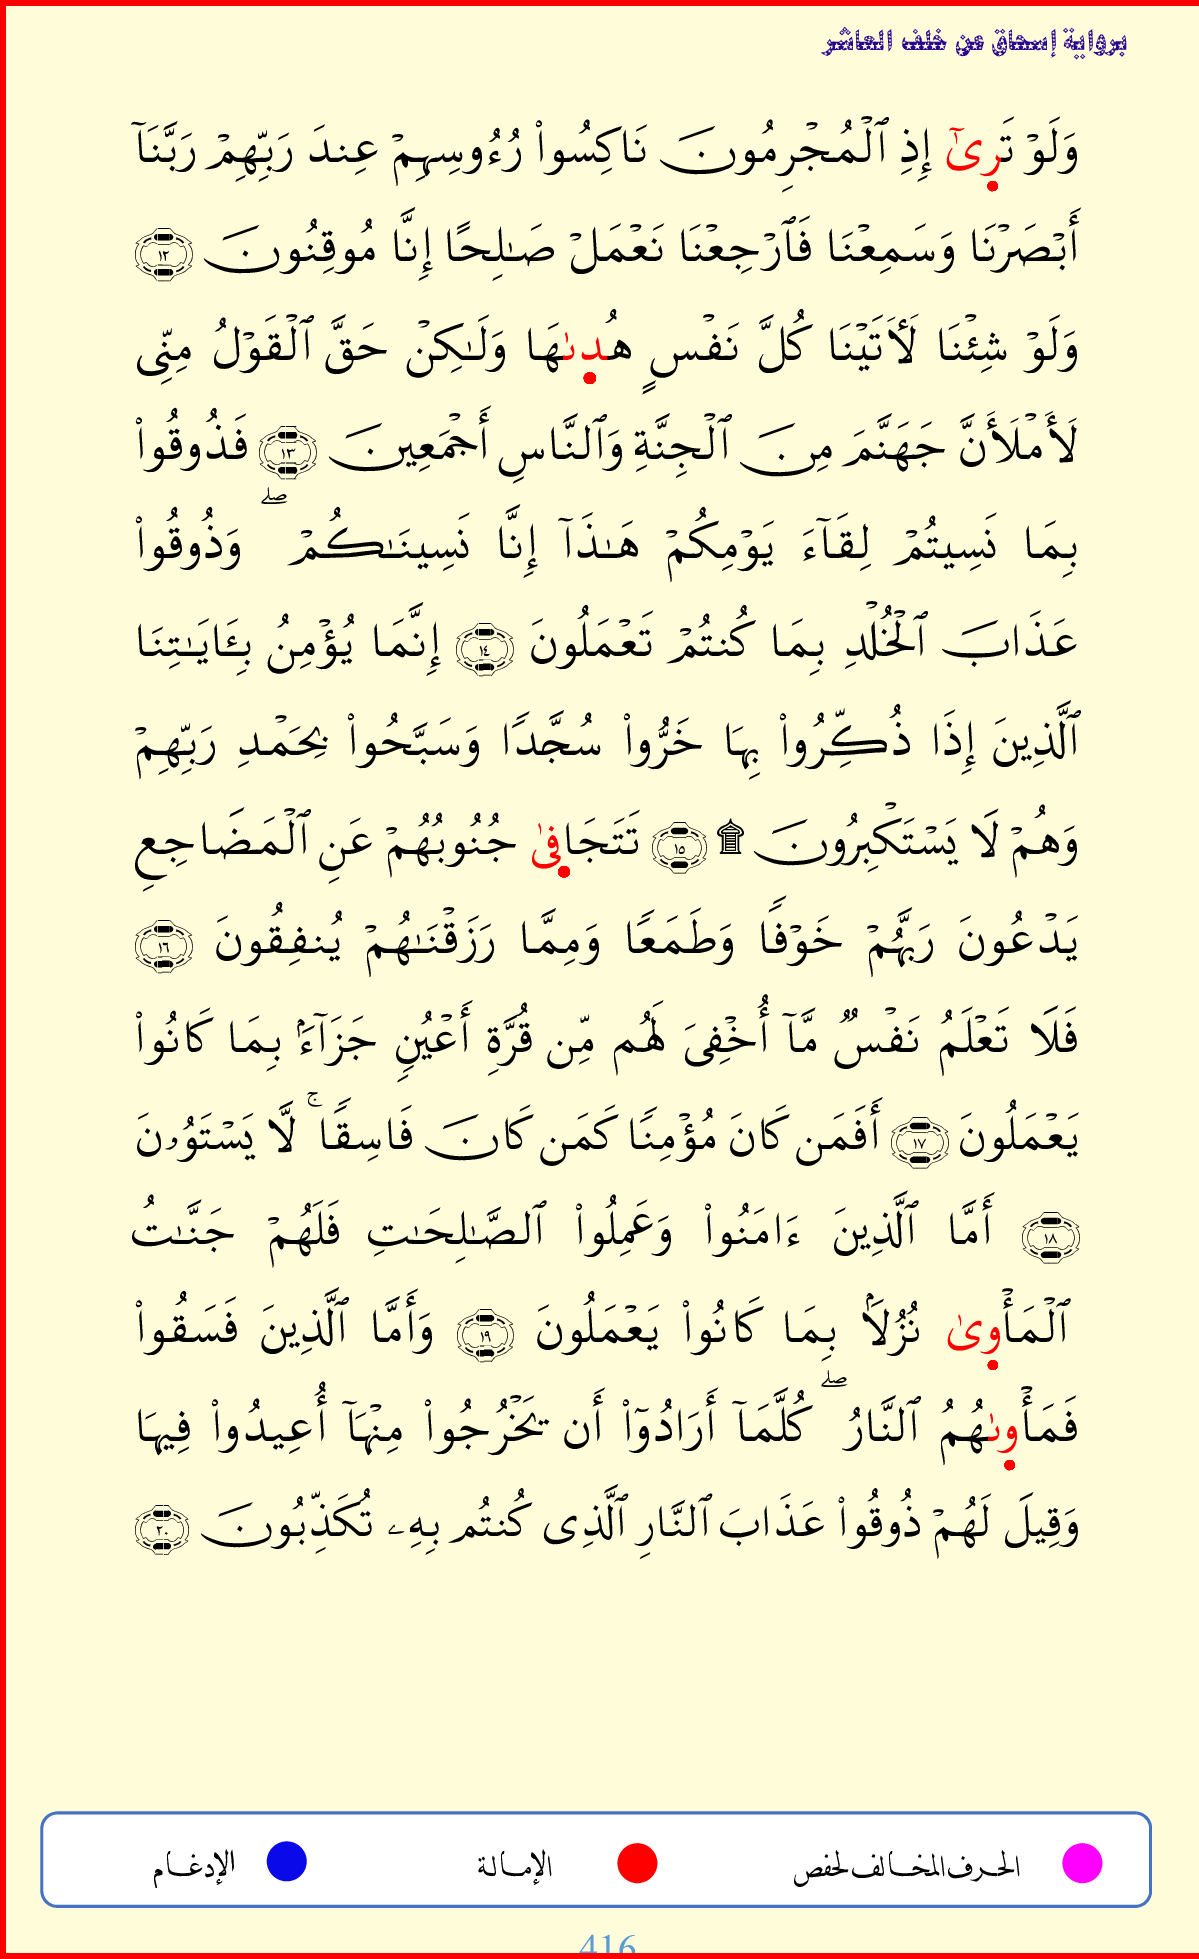 برواية إسحاق عن خلف العاشر
وَلَوۡ تَرِىٰٓ إِذِ ٱلۡمُجۡرِمُونَ نَاكِسُواْ رُءُوسِهِمۡ عِندَ رَبِّهِمۡ رَبَّنَآ
أَبۡصَرۡنَا وَسَمِعۡنَا فَٱرۡجِعۡنَا نَعۡمَلۡ صَٰلِحًا إِنَّا مُوقِنُونَ ١٢
وَلَوۡ شِئۡنَا لَأٓتَيۡنَا كُلَّ نَفۡسٍ هُدِىٰهَا وَلَٰكِنۡ حَقَّ ٱلۡقَوۡلُ مِنِّى
لَأَمۡلَأَنَّ جَهَنَّمَ مِنَ ٱلۡجِنَّةِ وَٱلنَّاسِ أَجۡمَعِينَ ١٣ فَذُوقُواْ
بِمَا نَسِيتُمۡ لِقَآءَ يَوۡمِكُمۡ هَٰذَآ إِنَّا نَسِينَٰكُمۡۖ وَذُوقُواْ
عَذَابَ ٱلۡخُلۡدِ بِمَا كُنتُمۡ تَعۡمَلُونَ ١٤ إِنَّمَا يُؤۡمِنُ بِـَٔايَٰتِنَا
ٱلَّذِينَ إِذَا ذُكِّرُواْ بِهَا خَرُّواْ سُجَّدًا وَسَبَّحُواْ بِحَمۡدِ رَبِّهِمۡ
وَهُمۡ لَا يَسۡتَكۡبِرُونَ ۩ ١٥ تَتَجَافِىٰ جُنُوبُهُمۡ عَنِ ٱلۡمَضَاجِعِ
يَدۡعُونَ رَبَّهُمۡ خَوۡفًا وَطَمَعًا وَمِمَّا رَزَقۡنَٰهُمۡ يُنفِقُونَ ١٦
فَلَا تَعۡلَمُ نَفۡسٌ مَّآ أُخۡفِىَ لَهُم مِّن قُرَّةِ أَعۡيُنٍ جَزَآءَۢ بِمَا كَانُواْ
يَعۡمَلُونَ ١٧ أَفَمَن كَانَ مُؤۡمِنًا كَمَن كَانَ فَاسِقًاۚ لَّا يَسۡتَوُۥنَ
١٨ أَمَّا ٱلَّذِينَ ءَامَنُواْ وَعَمِلُواْ ٱلصَّٰلِحَٰتِ فَلَهُمۡ جَنَّٰتُ
ٱلۡمَأۡوِىٰ نُزُلَۢا بِمَا كَانُواْ يَعۡمَلُونَ ١٩ وَأَمَّا ٱلَّذِينَ فَسَقُواْ
فَمَأۡوِىٰهُمُ ٱلنَّارُۖ كُلَّمَآ أَرَادُوٓاْ أَن يَخۡرُجُواْ مِنۡهَآ أُعِيدُواْ فِيهَا
وَقِيلَ لَهُمۡ ذُوقُواْ عَذَابَ ٱلنَّارِ ٱلَّذِى كُنتُم بِهِۦ تُكَذِّبُونَ ٢٠
الحرف المخالف لحفص الإمالة الإدغام
416